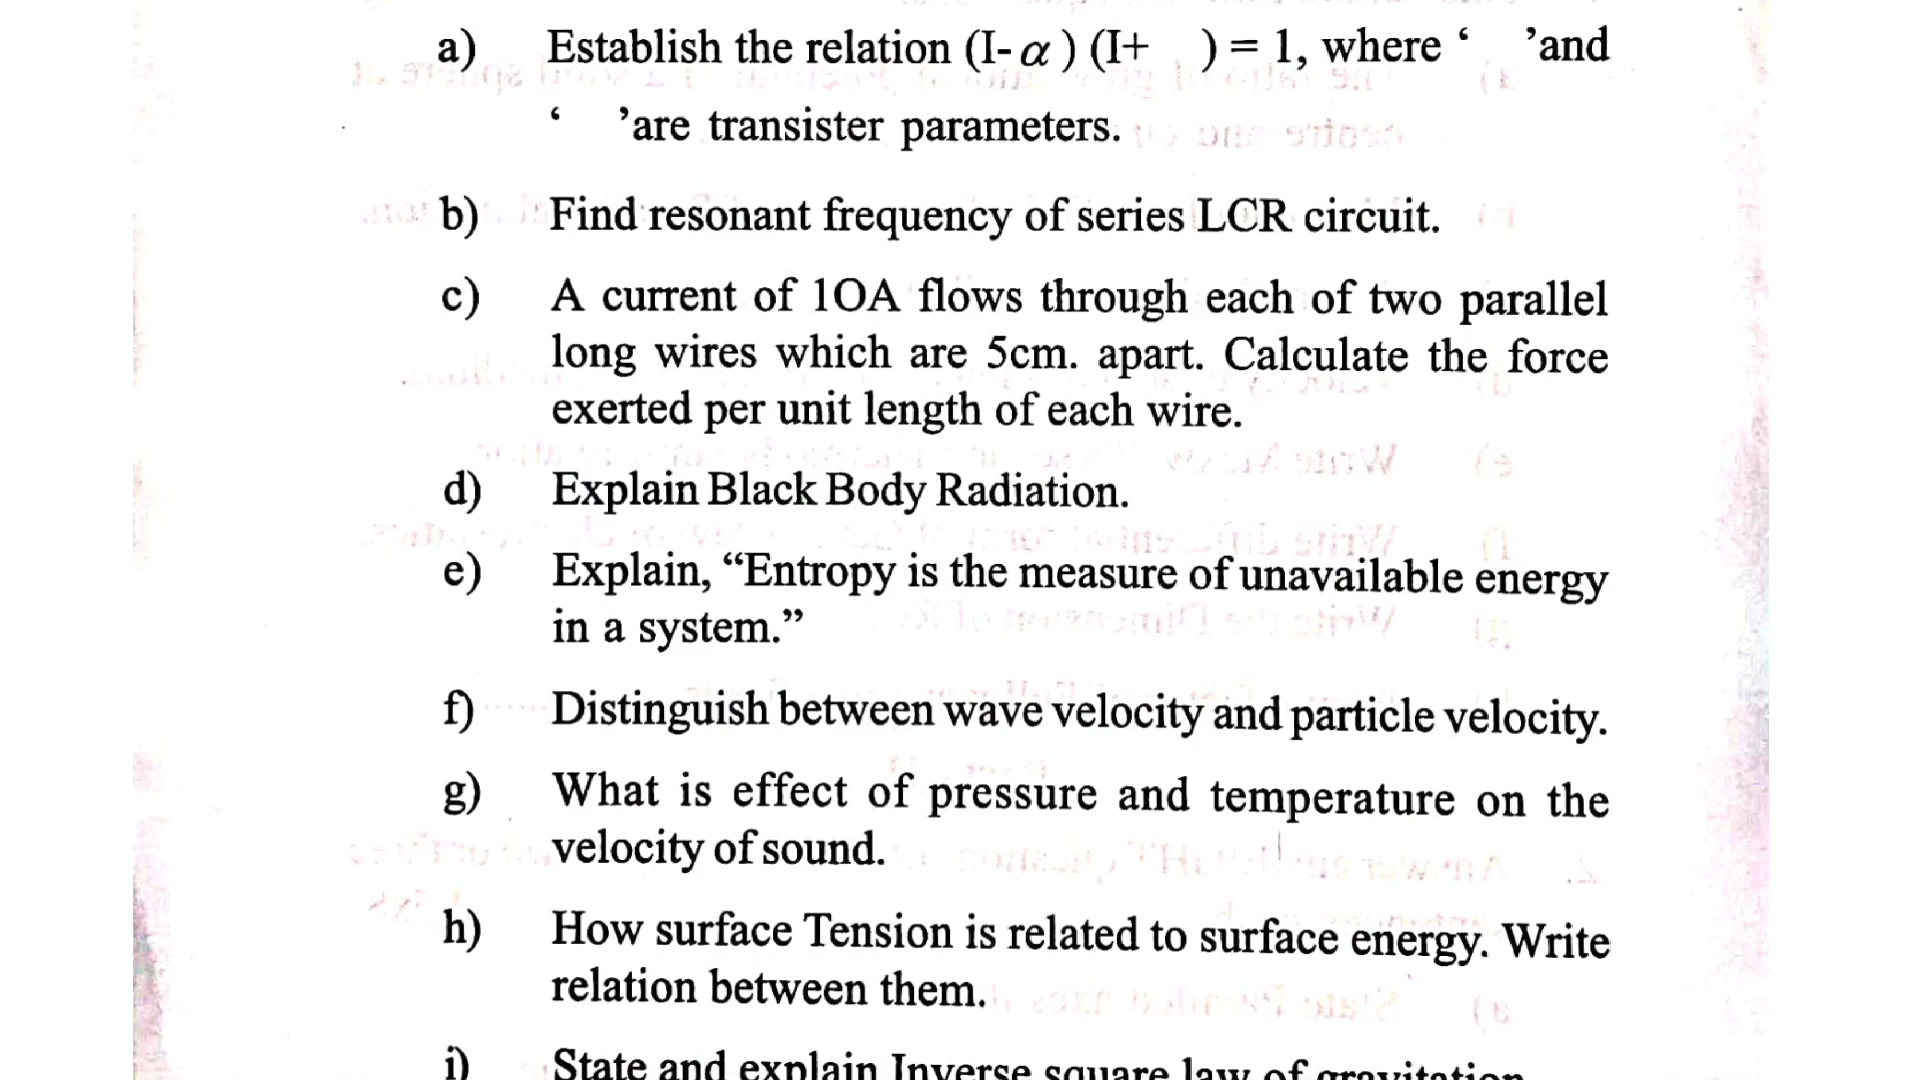 a) Establish the relation (I- α ) (I+ ) = 1, where ‘ ’and
‘ ’are transister parameters.
b) Find resonant frequency of series LCR circuit.
c) A current of 1OA flows through each of two parallel
long wires which are 5cm. apart. Calculate the force
exerted per unit length of each wire.
d) Explain Black Body Radiation.
e) Explain, “Entropy is the measure of unavailable energy
in a system.”
f) Distinguish between wave velocity and particle velocity.
g) What is effect of pressure and temperature on the
velocity of sound.
h) How surface Tension is related to surface energy. Write
relation between them.
i) State and explain Inverse square law of gravitation